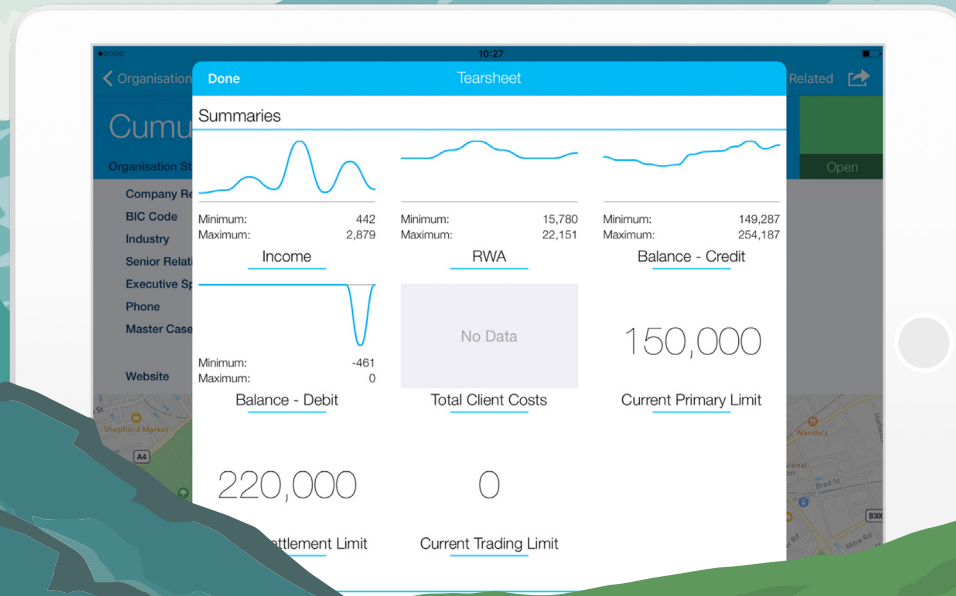 10:27
Organisation
Done
Tearsheet
Related
Cumu
Summaries
Organisation St
Open
Company Re
BIC Code
Industry
Senior Relati
Executive Sp
Phone
Master Case
Website
Minimum: 442
Maximum: 2,879
Income
Minimum: 15,780
Maximum: 22,151
RWA
Minimum: 149,287
Maximum: 254,187
Balance - Credit
Minimum: -461
Maximum: 0
Balance - Debit
No Data
Total Client Costs
150,000
Current Primary Limit
220,000
ettlement Limit
0
Current Trading Limit
St
Shepherd Market
A4
Nando's
Brad St
B300
Mitre Rd